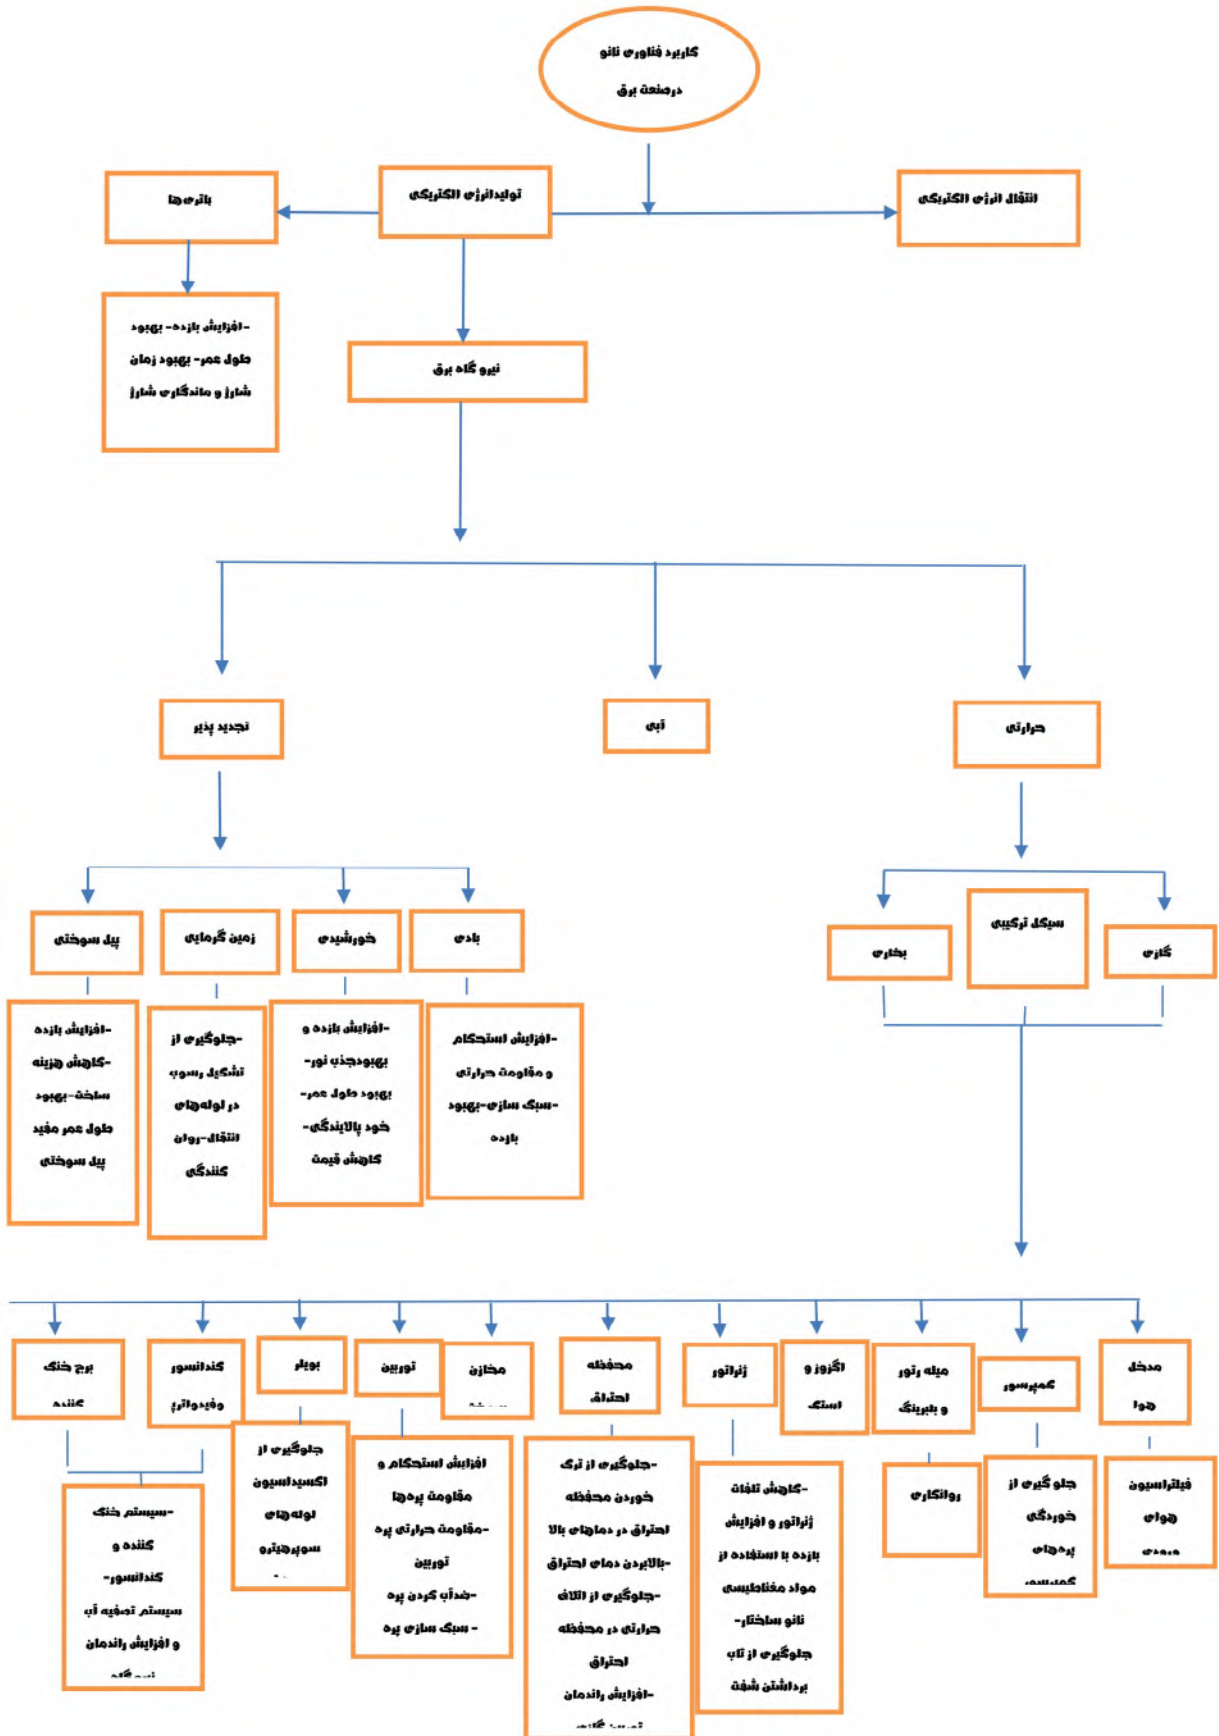 کاربرد فناوری نانو
درصنعت برق
انتقال انرژی الکتریکی
تولیدانرژی الکتریکی
باتری‌ها
-افزایش بازده- بهبود
طول عمر- بهبود زمان
شارژ و ماندگاری شارژ
نیرو گاه برق
حرارتی
آبی
تجدید پذیر
گازی
سیکل ترکیبی
بخاری
بادی
خورشیدی
زمین گرمایی
پیل سوختی
-افزایش استحکام
و مقاومت حرارتی
-سبک سازی-بهبود
بازده
-افزایش بازده و
بهبودجذب نور-
بهبود طول عمر-
خود پالایندگی-
کاهش قیمت
-جلوگیری از
تشکیل رسوب
در لوله‌های
انتقال-روان
کنندگی
-افزایش بازده
-کاهش هزینه
ساخت-بهبود
طول عمر مفید
پیل سوختی
مدخل
هوا
کمپرسور
میله رتور
و بلبرینگ
اگزوز و
استک
ژنراتور
محفظه
احتراق
مخازن
توربین
بویلر
کندانسور
وفیدواترپ
برج خنک
کننده
فیلتراسیون
هوای
ورودی
جلو گیری از
خوردگی
پره‌های
کمپرسور
روانکاری
-کاهش تلفات
ژنراتور و افزایش
بازده با استفاده از
مواد مغناطیسی
نانو ساختار-
جلوگیری از تاب
برداشتن شفت
-جلوگیری از ترک
خوردن محفظه
احتراق در دماهای بالا
-بالابردن دمای احتراق
-جلوگیری از اتلاف
حرارتی در محفظه
احتراق
-افزایش راندمان
توربین گازی
افزایش استحکام و
مقاومت پره‌ها
-مقاومت حرارتی پره
توربین
-ضدآب کردن پره
- سبک سازی پره
جلوگیری از
اکسیداسیون
لوله‌های
سوپرهیترو
-سیستم خنک
کننده و
کندانسور-
سیستم تصفیه آب
و افزایش راندمان
نیروگاه